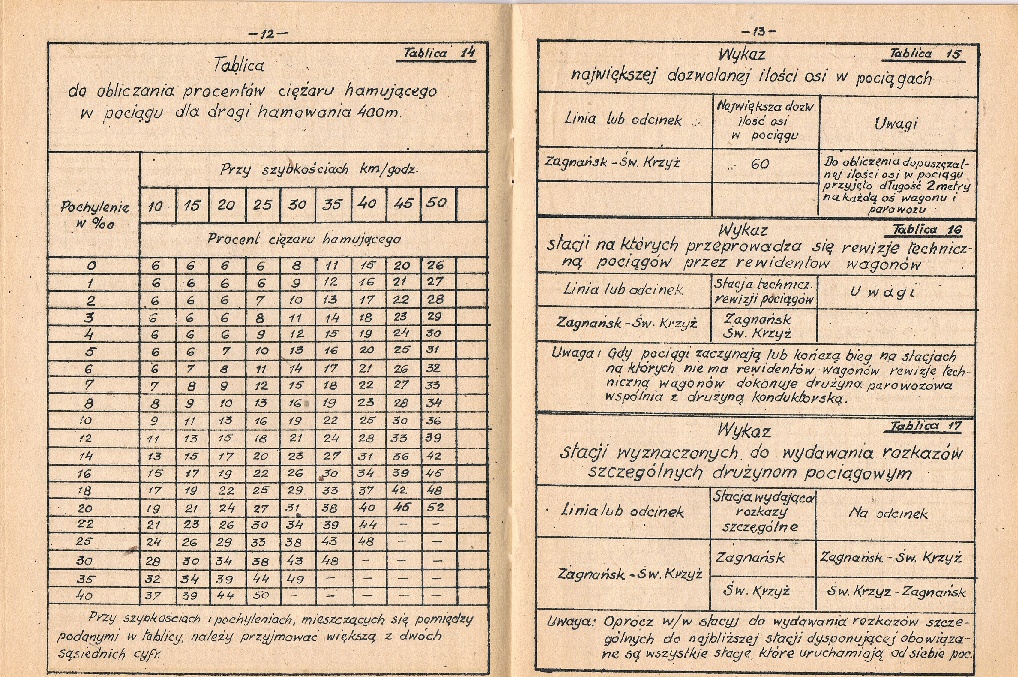 -12-
Tablica 14
Tablica
do obliczania procentów ciężaru hamującego
w pociągu dla drogi hamowania 400m.
Pochylenie w %o
Przy szybkościach km/godz.
10 15 20 25 30 35 40 45 50
Procent ciężaru hamującego
0 6 6 6 6 8 11 15 20 26
1 6 6 6 6 9 12 16 21 27
2 6 6 6 7 10 13 17 22 28
3 6 6 6 8 11 14 18 23 29
4 6 6 6 9 12 15 19 24 30
5 6 6 7 10 13 16 20 25 31
6 6 7 8 11 14 17 21 26 32
7 7 8 9 12 15 18 22 27 33
8 8 9 10 13 16 19 23 28 34
10 9 11 13 16 19 22 25 30 36
12 11 13 15 18 21 24 28 33 39
14 13 15 17 20 23 27 31 36 42
16 15 17 19 22 26 30 34 39 45
18 17 19 22 25 29 33 37 42 48
20 19 21 24 27 31 38 40 46 52
22 21 23 26 30 34 39 44 — —
25 24 26 29 33 38 43 48 — —
30 28 30 34 38 43 48 — — —
35 32 34 39 44 49 — — — —
40 37 39 44 50 — — — — —
Przy szybkościach i pochyleniach, mieszczących się pomiędzy
podanymi w tablicy, należy przyjmować większą z dwóch
sąsiednich cyfr.
-13-
Tablica 15
Wykaz
największej dozwolonej ilości osi w pociągach
Linia lub odcinek
Największa dozw
ilość osi
w pociągu
Uwagi
Zagnańsk - Św. Krzyż
60
Do obliczenia dopuszczal-
nej ilości osi w pociągu
przyjęto długość 2 metry
na każdą oś wagonu i
parowozu
Tablica 16
Wykaz
stacji na których przeprowadza się rewizję technicz-
ną pociągów przez rewidentów wagonów
Linia lub odcinek
Stacja technicz.
rewizji pociągów
Uwagi
Zagnańsk - Św. Krzyż
Zagnańsk
Św. Krzyż
Uwaga: Gdy pociągi zaczynają lub kończą bieg na stacjach
na których nie ma rewidentów wagonów rewizję tech-
niczną wagonów dokonuje drużyna parowozowa
wspólnia z drużyną konduktorską.
Tablica 17
Wykaz
stacji wyznaczonych do wydawania rozkazów
szczególnych drużynom pociągowym
Linia lub odcinek
Stacja wydająca
rozkazy
szczególne
Na odcinek
Zagnańsk - Św. Krzyż
Zagnańsk
Zagnańsk - Św. Krzyż
Św. Krzyż
Św. Krzyż - Zagnańsk
Uwaga: Oprócz w/w stacji do wydawania rozkazów szcze-
gólnych do najbliższej stacji dysponującej obowiąza-
ne są wszystkie stacje, które uruchamiają od siebie poc.